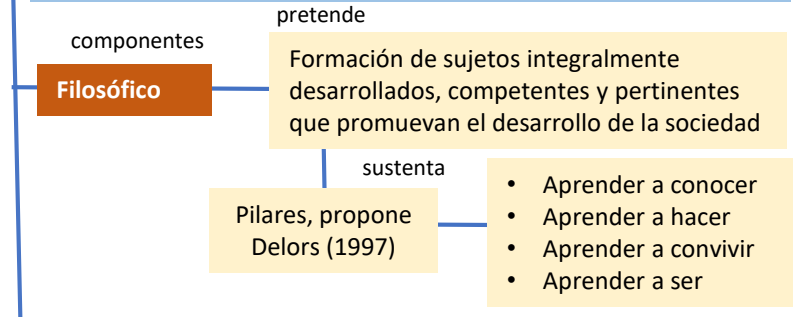 pretende
componentes
Filosófico
Formación de sujetos integralmente
desarrollados, competentes y pertinentes
que promuevan el desarrollo de la sociedad
sustenta
Pilares, propone
Delors (1997)
• Aprender a conocer
• Aprender a hacer
• Aprender a convivir
• Aprender a ser